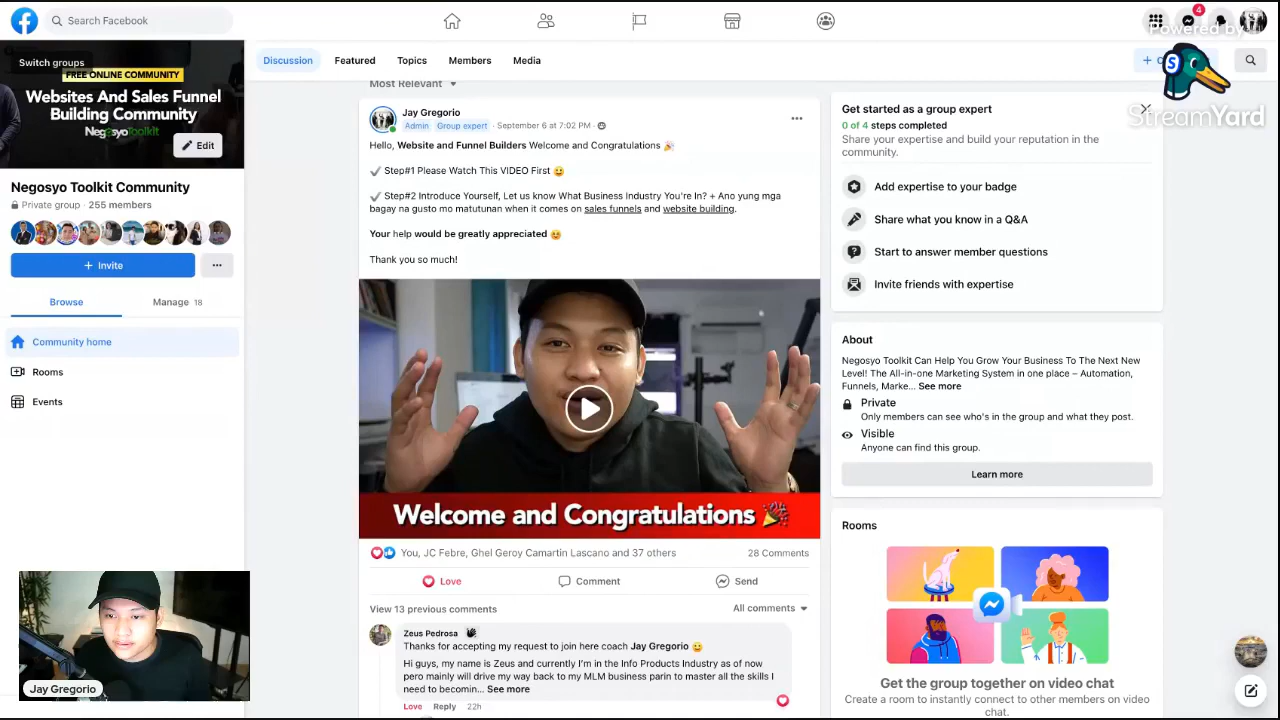 Search Facebook
4
Powered by
StreamYard
Switch groups
FREE ONLINE COMMUNITY
Websites And Sales Funnel
Building Community
NegosyoToolkit
Edit
Negosyo Toolkit Community
Private group · 255 members
+ Invite
Browse
Manage 18
Community home
Rooms
Events
Jay Gregorio
Discussion
Featured
Topics
Members
Media
Most Relevant
Jay Gregorio
Admin Group expert · September 6 at 7:02 PM ·
Hello, Website and Funnel Builders Welcome and Congratulations 🎉
✔ Step#1 Please Watch This VIDEO First 😀
✔ Step#2 Introduce Yourself, Let us know What Business Industry You're In? + Ano yung mga
bagay na gusto mo matutunan when it comes on sales funnels and website building.
Your help would be greatly appreciated ☺
Thank you so much!
Welcome and Congratulations 🎉
You, JC Febre, Ghel Geroy Camartin Lascano and 37 others
28 Comments
Love
Comment
Send
View 13 previous comments
All comments
Zeus Pedrosa
Thanks for accepting my request to join here coach Jay Gregorio 😀
Hi guys, my name is Zeus and currently I'm in the Info Products Industry as of now
pero mainly will drive my way back to my MLM business parin to master all the skills I
need to becomin... See more
Love Reply 22h
Get started as a group expert
0 of 4 steps completed
Share your expertise and build your reputation in the
community.
Add expertise to your badge
Share what you know in a Q&A
Start to answer member questions
Invite friends with expertise
About
Negosyo Toolkit Can Help You Grow Your Business To The Next New
Level! The All-in-one Marketing System in one place – Automation,
Funnels, Marke... See more
Private
Only members can see who's in the group and what they post.
Visible
Anyone can find this group.
Learn more
Rooms
Get the group together on video chat
Create a room to instantly connect to other members on video
chat.